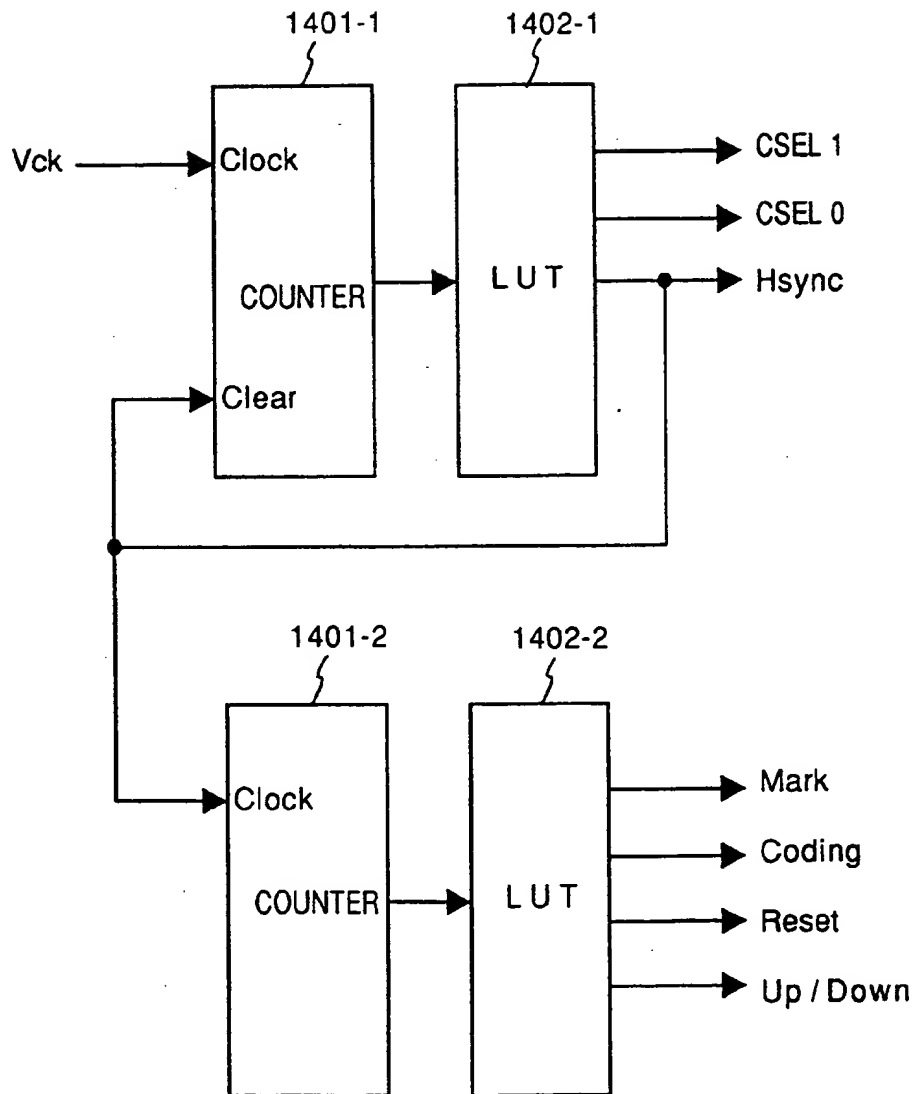 1401-1
1402-1
Vck
Clock
CSEL 1
CSEL 0
COUNTER
LUT
Hsync
Clear
1401-2
1402-2
Clock
Mark
Coding
COUNTER
LUT
Reset
Up / Down